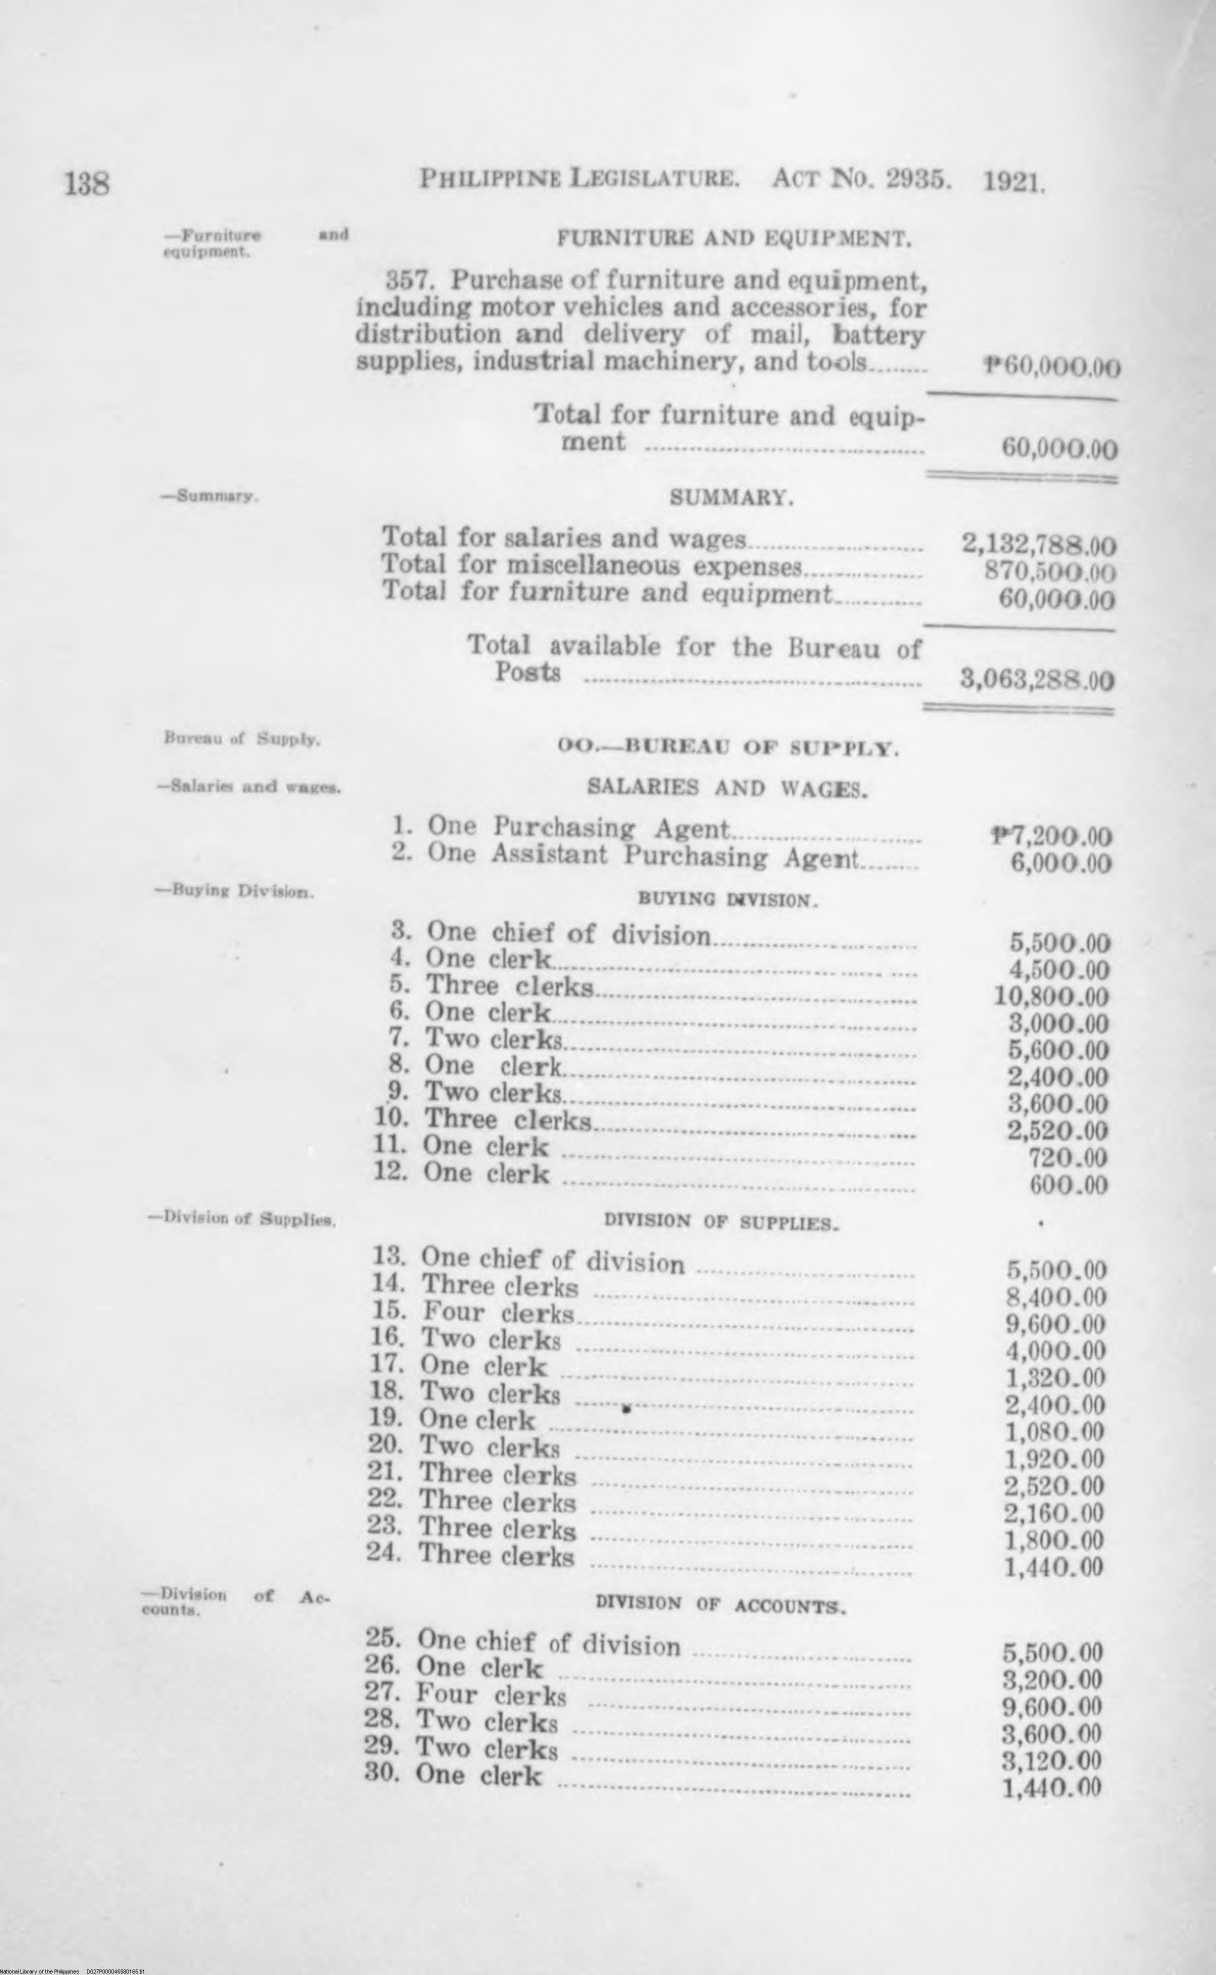 138
PHILIPPINE LEGISLATURE. ACT NO. 2935. 1921.
—Furniture and
equipment.
FURNITURE AND EQUIPMENT.
357. Purchase of furniture and equipment,
including motor vehicles and accessories, for
distribution and delivery of mail, battery
supplies, industrial machinery, and tools........ ₱60,000.00
Total for furniture and equip-
ment ........ 60,000.00
—Summary.
SUMMARY.
Total for salaries and wages........ 2,132,788.00
Total for miscellaneous expenses........ 870,500.00
Total for furniture and equipment........ 60,000.00
Total available for the Bureau of
Posts ........ 3,063,288.00
Bureau of Supply.
OO.—BUREAU OF SUPPLY.
—Salaries and wages.
SALARIES AND WAGES.
1. One Purchasing Agent........ ₱7,200.00
2. One Assistant Purchasing Agent........ 6,000.00
—Buying Division.
BUYING DIVISION.
3. One chief of division........ 5,500.00
4. One clerk........ 4,500.00
5. Three clerks........ 10,800.00
6. One clerk........ 3,000.00
7. Two clerks........ 5,600.00
8. One clerk........ 2,400.00
9. Two clerks........ 3,600.00
10. Three clerks........ 2,520.00
11. One clerk ........ 720.00
12. One clerk ........ 600.00
—Division of Supplies.
DIVISION OF SUPPLIES.
13. One chief of division ........ 5,500.00
14. Three clerks ........ 8,400.00
15. Four clerks........ 9,600.00
16. Two clerks ........ 4,000.00
17. One clerk ........ 1,320.00
18. Two clerks ........ 2,400.00
19. One clerk ........ 1,080.00
20. Two clerks ........ 1,920.00
21. Three clerks ........ 2,520.00
22. Three clerks ........ 2,160.00
23. Three clerks ........ 1,800.00
24. Three clerks ........ 1,440.00
—Division of Ac-
counts.
DIVISION OF ACCOUNTS.
25. One chief of division ........ 5,500.00
26. One clerk ........ 3,200.00
27. Four clerks ........ 9,600.00
28. Two clerks ........ 3,600.00
29. Two clerks ........ 3,120.00
30. One clerk ........ 1,440.00
National Library of the Philippines